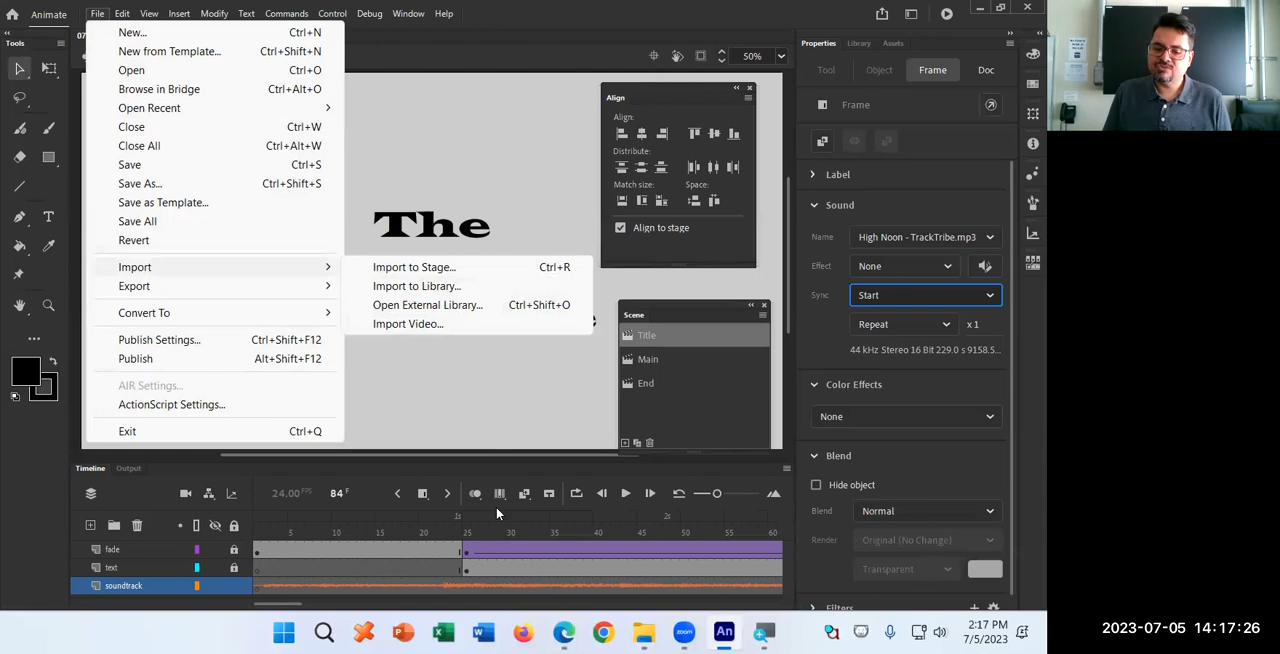 Animate
File Edit View Insert Modify Text Commands Control Debug Window Help
New... Ctrl+N
New from Template... Ctrl+Shift+N
Open Ctrl+O
Browse in Bridge Ctrl+Alt+O
Open Recent
Close Ctrl+W
Close All Ctrl+Alt+W
Save Ctrl+S
Save As... Ctrl+Shift+S
Save as Template...
Save All
Revert
Import
Export
Convert To
Publish Settings... Ctrl+Shift+F12
Publish Alt+Shift+F12
AIR Settings...
ActionScript Settings...
Exit Ctrl+Q
Import to Stage... Ctrl+R
Import to Library...
Open External Library... Ctrl+Shift+O
Import Video...
Tools
50%
The
Align
Align:
Distribute:
Match size: Space:
Align to stage
Scene
Title
Main
End
Properties Library Assets
Tool Object Frame Doc
Frame
Label
Sound
Name High Noon - TrackTribe.mp3
Effect None
Sync Start
Repeat x 1
44 kHz Stereo 16 Bit 229.0 s 9158.5...
Color Effects
None
Blend
Hide object
Blend Normal
Render Original (No Change)
Transparent
Filters
Timeline Output
24.00 FPS 84 F
1s 2s
5 10 15 20 25 30 35 40 45 50 55 60
fade
text
soundtrack
2:17 PM
7/5/2023
2023-07-05 14:17:26